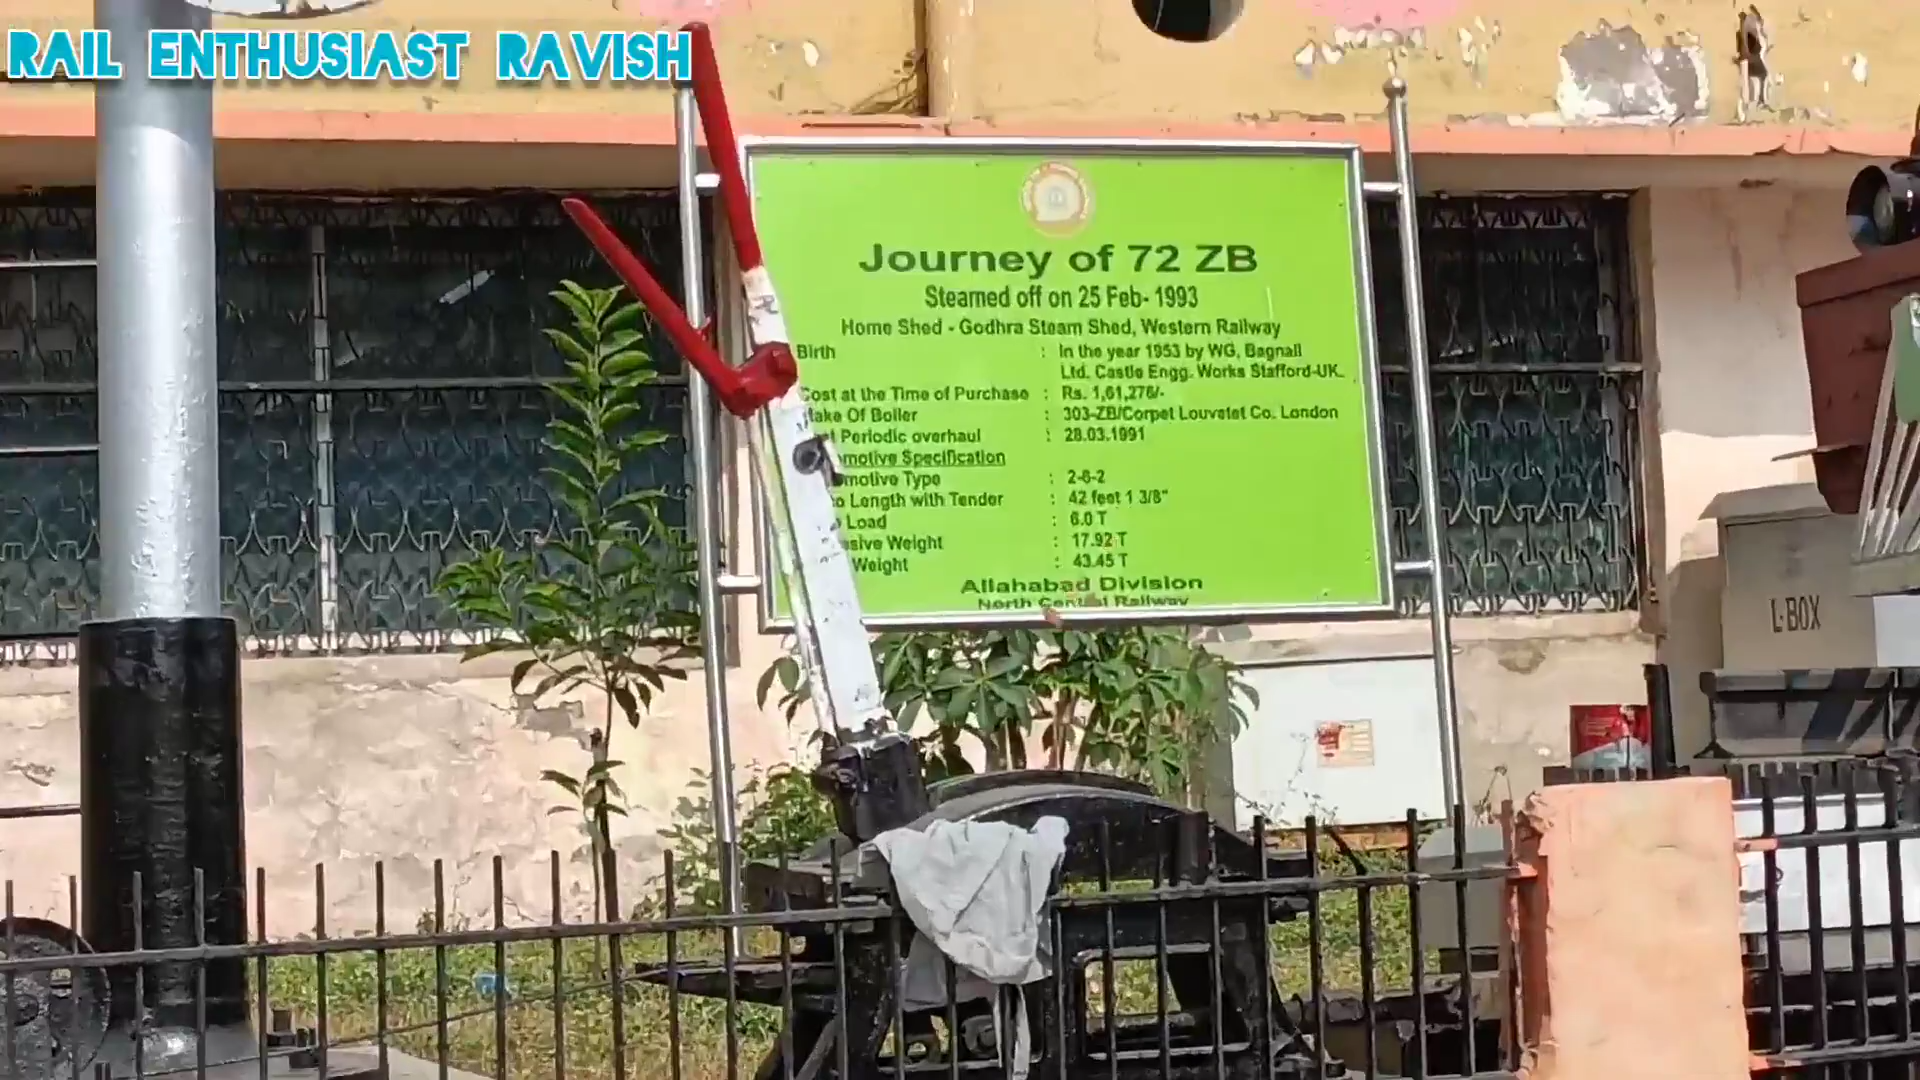 RAIL ENTHUSIAST RAVISH
Journey of 72 ZB
Steamed off on 25 Feb- 1993
Home Shed - Godhra Steam Shed, Western Railway
Birth : In the year 1953 by WG, Bagnall
Ltd. Castle Engg. Works Stafford-UK.
Cost at the Time of Purchase : Rs. 1,61,276/-
Make Of Boiler : 303-ZB/Corpet Louvatet Co. London
Periodic overhaul : 28.03.1991
Specification
Type : 2-6-2
Length with Tender : 42 feet 1 3/8"
Load : 6.0 T
Weight : 17.92 T
Weight : 43.45 T
Allahabad Division
North Central Railway
L-BOX